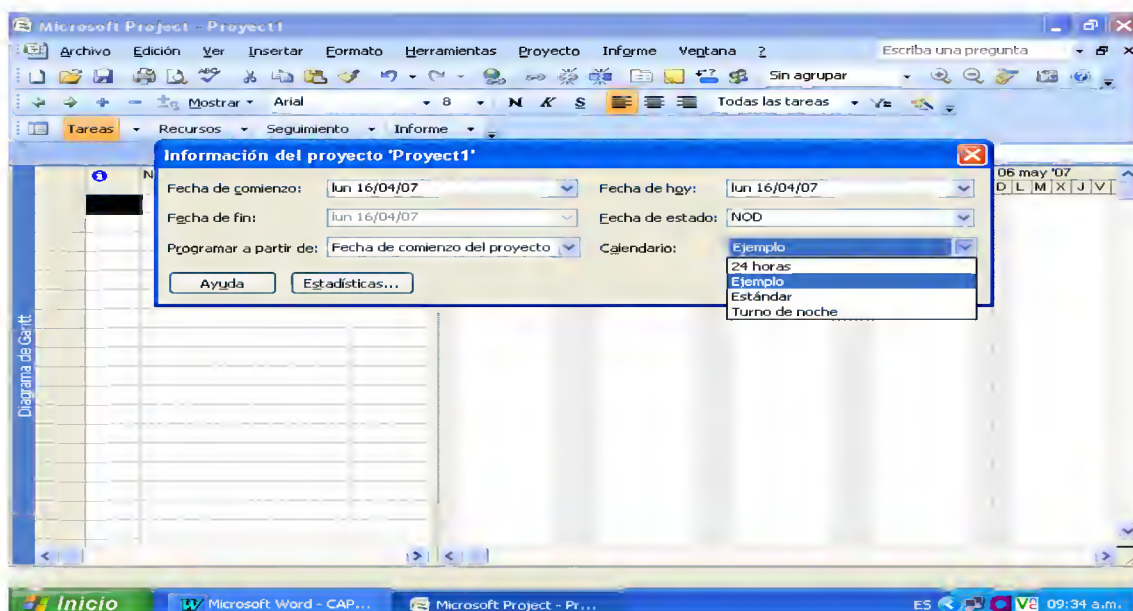 Microsoft Project - Proyect1
Archivo Edición Ver Insertar Formato Herramientas Proyecto Informe Ventana ? Escriba una pregunta
Sin agrupar
Mostrar Arial 8 N K S Todas las tareas
Tareas Recursos Seguimiento Informe
Información del proyecto 'Proyect1'
N
06 may '07
D L M X J V
Fecha de comienzo: lun 16/04/07 Fecha de hoy: lun 16/04/07
Fecha de fin: lun 16/04/07 Fecha de estado: NOD
Programar a partir de: Fecha de comienzo del proyecto Calendario: Ejemplo
24 horas
Ejemplo
Estándar
Turno de noche
Ayuda Estadísticas...
Diagrama de Gantt
Inicio Microsoft Word - CAP... Microsoft Project - Pr... ES 09:34 a.m.